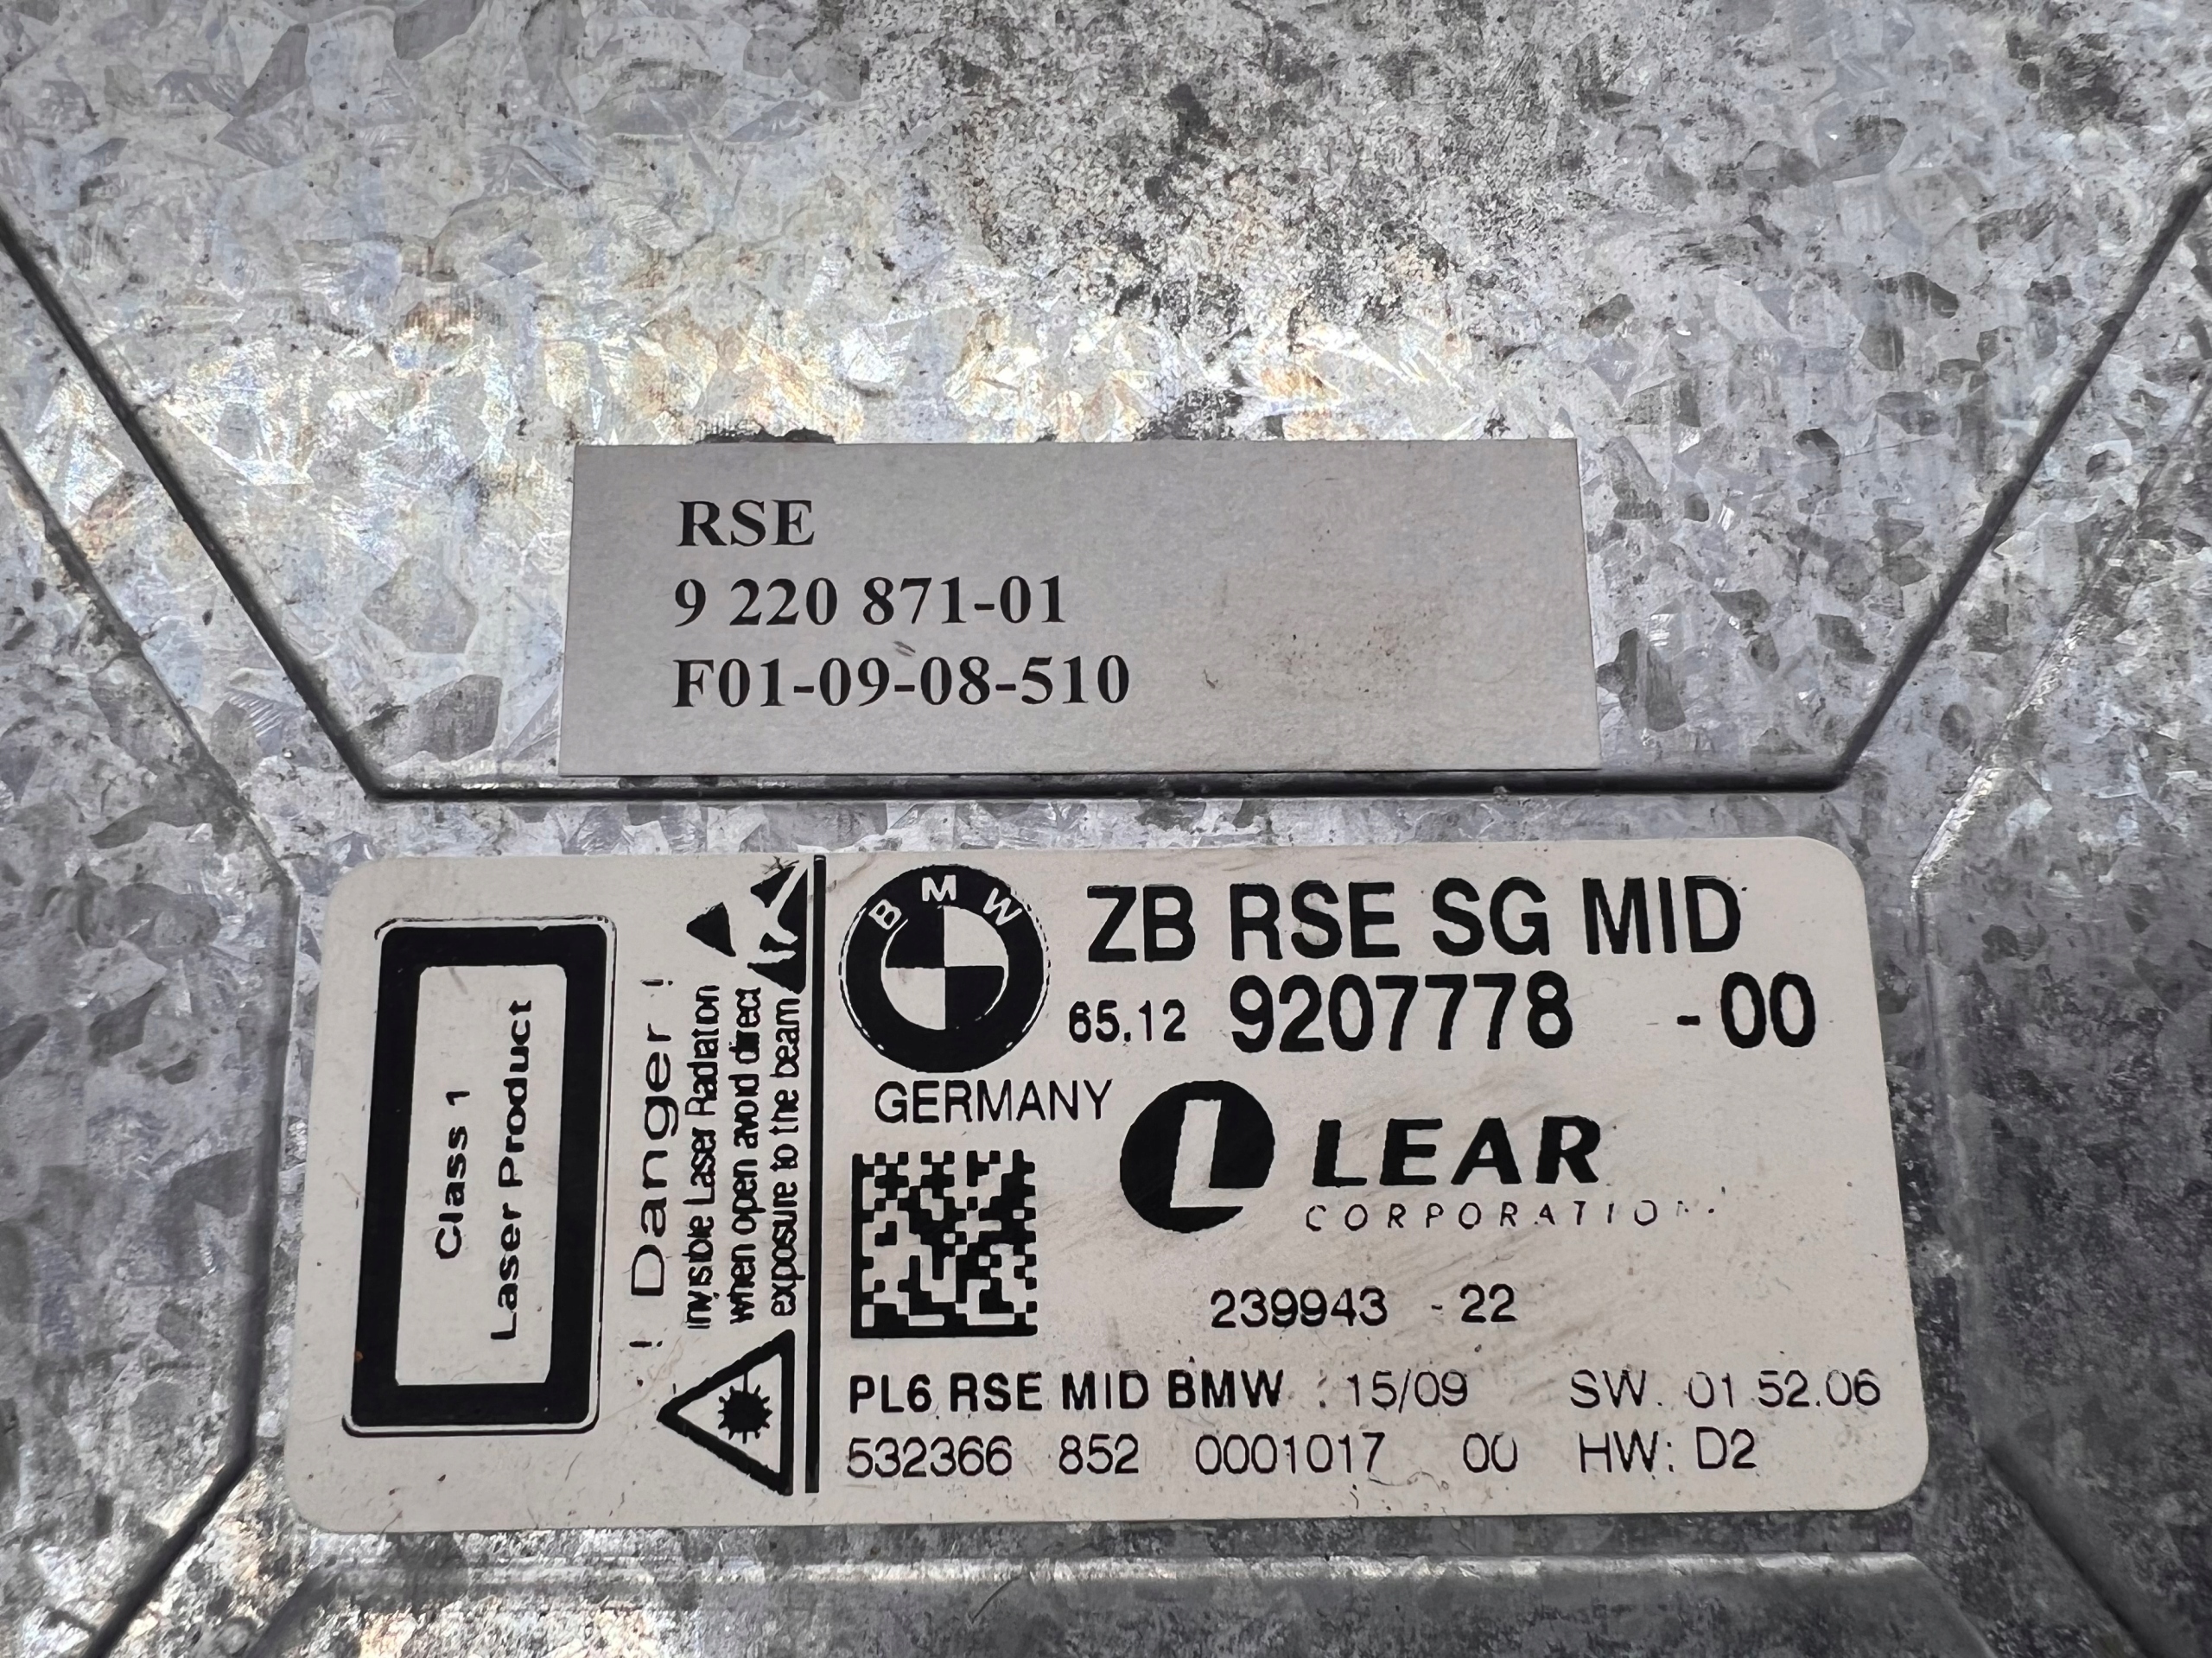 RSE
9 220 871-01
F01-09-08-510
Class 1
Laser Product
! Danger !
Invisible Laser Radiation
when open avoid direct
exposure to the beam
BMW
ZB RSE SG MID
65.12 9207778 -00
GERMANY
LEAR
CORPORATION
239943 -22
PL6 RSE MID BMW : 15/09 SW. 01.52.06
532366 852 0001017 00 HW: D2